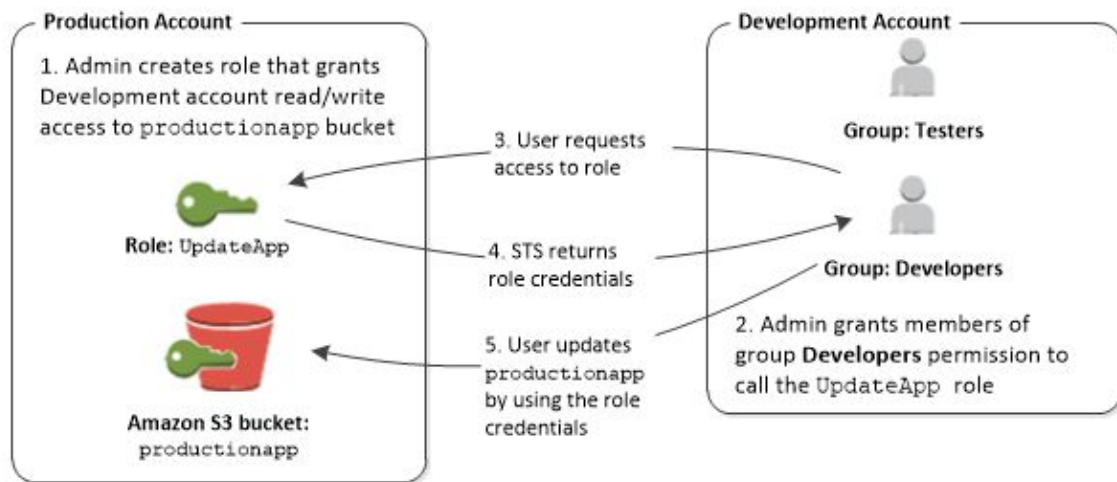 Production Account
1. Admin creates role that grants
Development account read/write
access to productionapp bucket
Role: UpdateApp
Amazon S3 bucket:
productionapp
3. User requests
access to role
4. STS returns
role credentials
5. User updates
productionapp
by using the role
credentials
Development Account
Group: Testers
Group: Developers
2. Admin grants members of
group Developers permission to
call the UpdateApp role